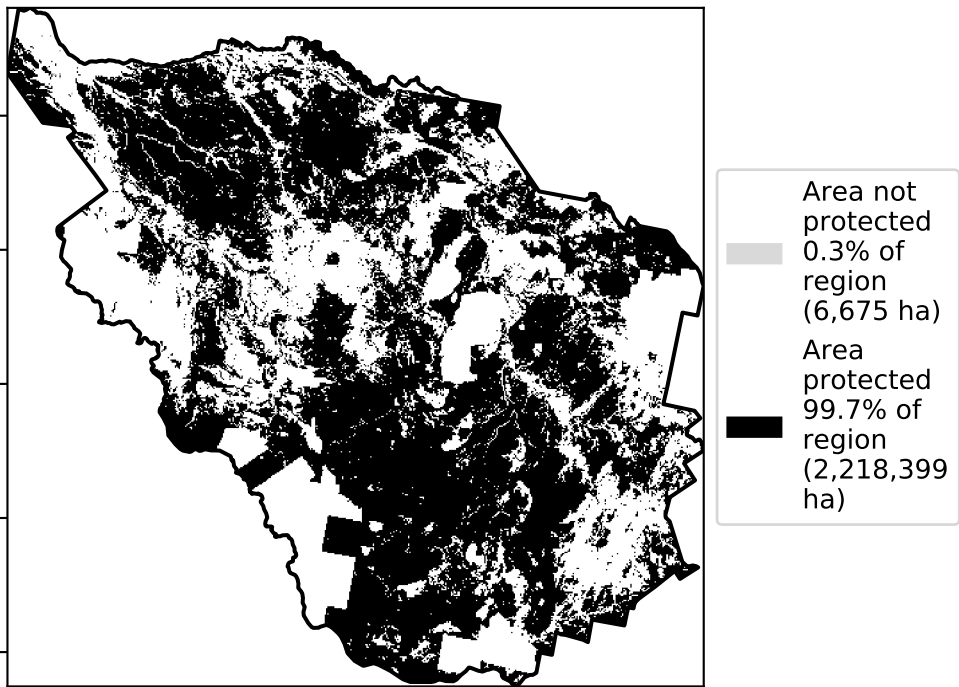 Area not
protected
0.3% of
region
(6,675 ha)
Area
protected
99.7% of
region
(2,218,399
ha)